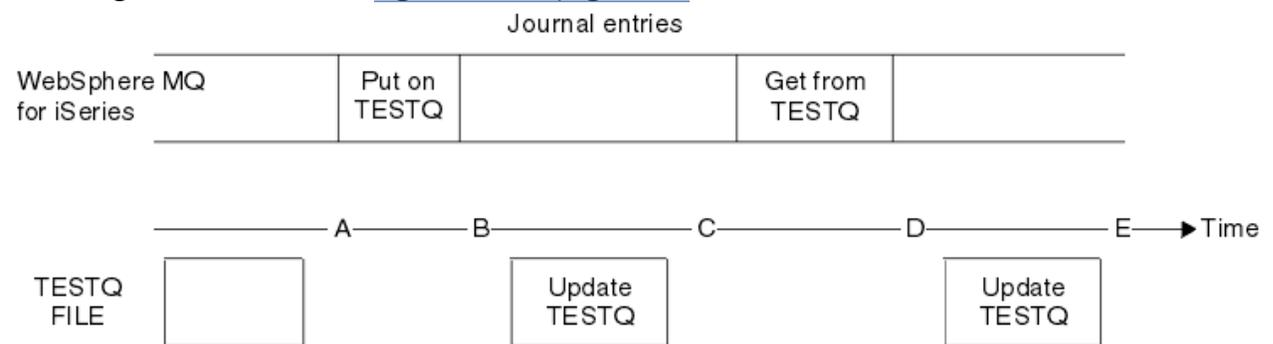 Journal entries
WebSphere MQ
for iSeries
Put on
TESTQ
Get from
TESTQ
A
B
C
D
E
Time
TESTQ
FILE
Update
TESTQ
Update
TESTQ